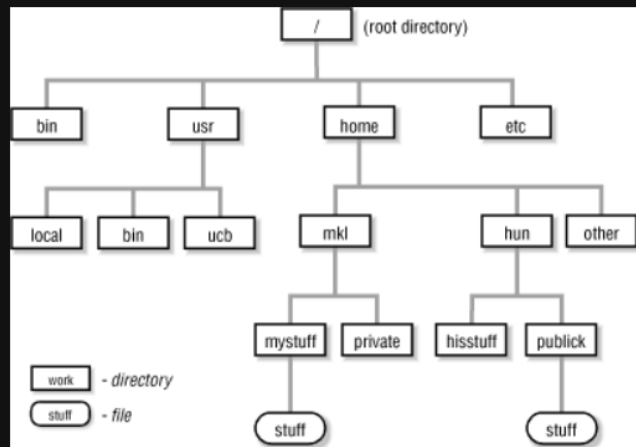 / (root directory)
bin usr home etc
local bin ucb mkl hun other
mystuff private hisstuff publick
work - directory
stuff - file
stuff stuff